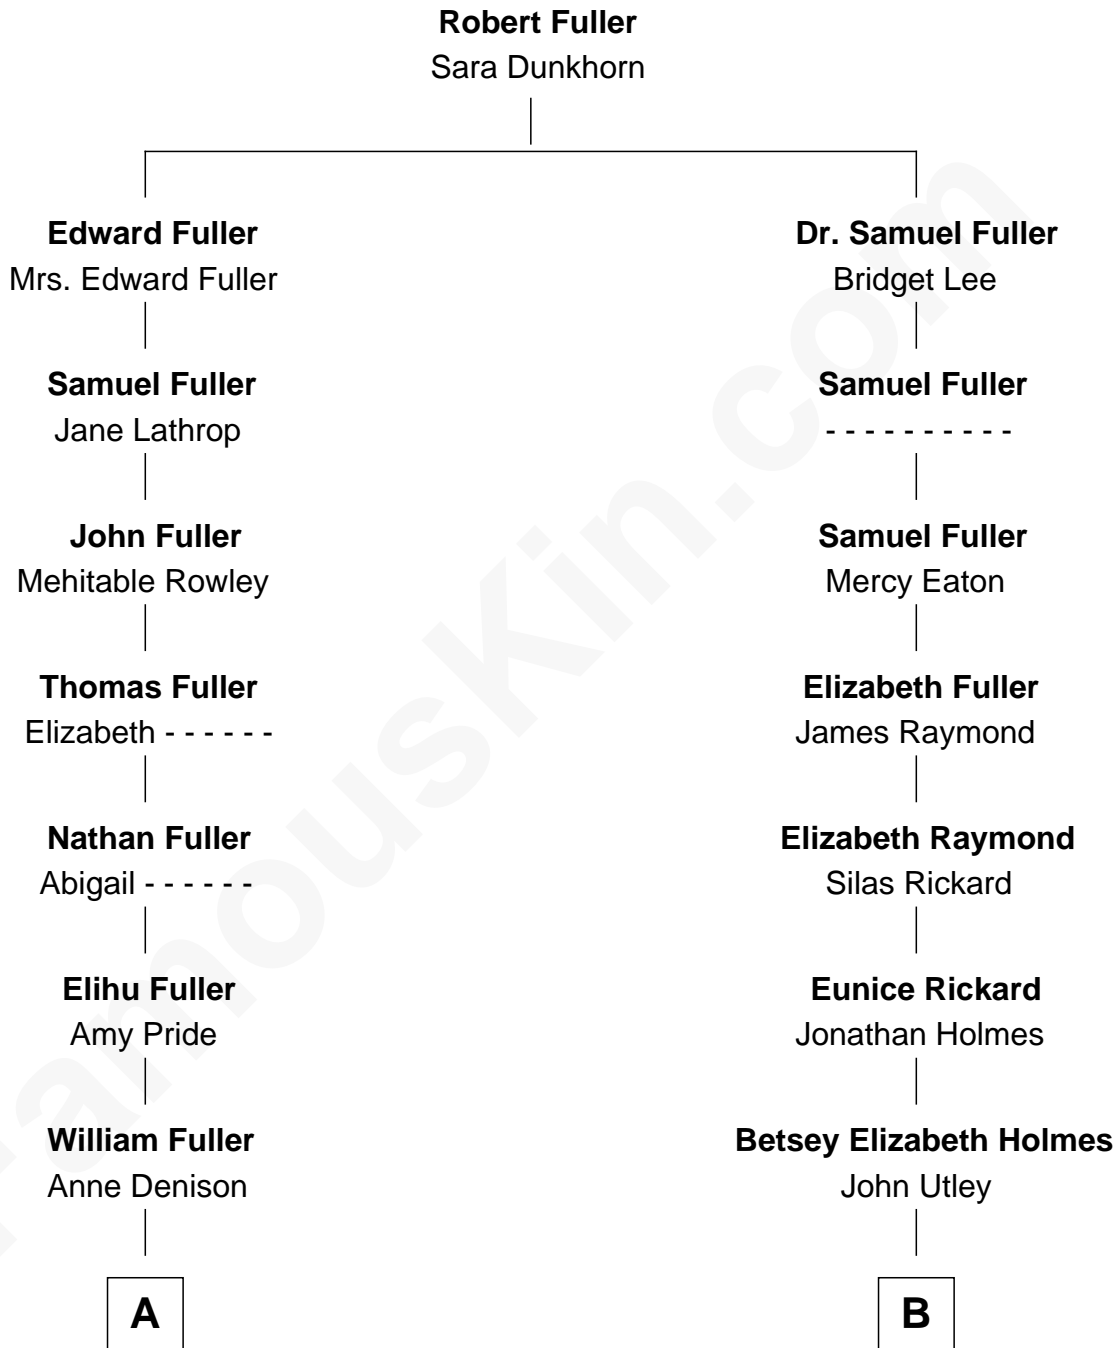 Robert Fuller
Sara Dunkhorn
Edward Fuller
Mrs. Edward Fuller
Samuel Fuller
Jane Lathrop
John Fuller
Mehitable Rowley
Thomas Fuller
Elizabeth - - - - - -
Nathan Fuller
Abigail - - - - - -
Elihu Fuller
Amy Pride
William Fuller
Anne Denison
A
Dr. Samuel Fuller
Bridget Lee
Samuel Fuller
- - - - - - - - - -
Samuel Fuller
Mercy Eaton
Elizabeth Fuller
James Raymond
Elizabeth Raymond
Silas Rickard
Eunice Rickard
Jonathan Holmes
Betsey Elizabeth Holmes
John Utley
B
FamousKin.com